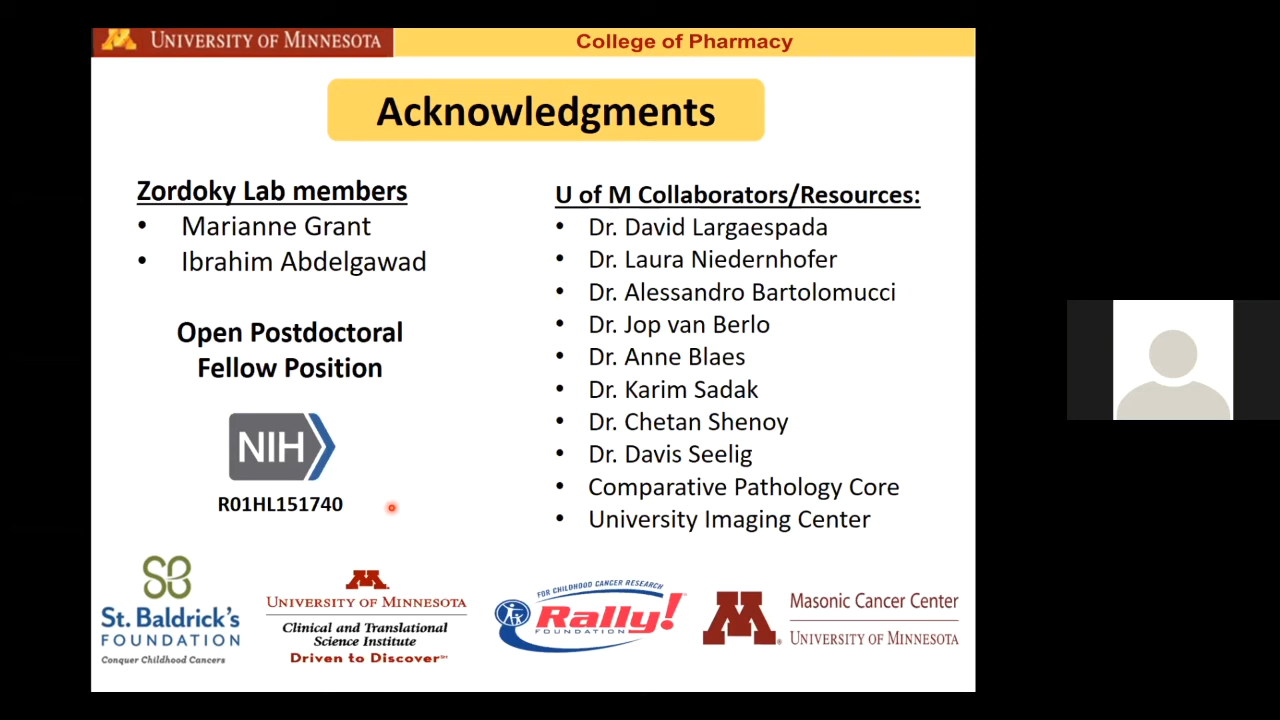 UNIVERSITY OF MINNESOTA
College of Pharmacy
Acknowledgments
Zordoky Lab members
• Marianne Grant
• Ibrahim Abdelgawad
Open Postdoctoral
Fellow Position
NIH
R01HL151740
U of M Collaborators/Resources:
• Dr. David Largaespada
• Dr. Laura Niedernhofer
• Dr. Alessandro Bartolomucci
• Dr. Jop van Berlo
• Dr. Anne Blaes
• Dr. Karim Sadak
• Dr. Chetan Shenoy
• Dr. Davis Seelig
• Comparative Pathology Core
• University Imaging Center
SB
St. Baldrick's
FOUNDATION
Conquer Childhood Cancers
M
UNIVERSITY OF MINNESOTA
Clinical and Translational
Science Institute
Driven to Discover℠
FOR CHILDHOOD CANCER RESEARCH
Rally!
FOUNDATION
M
Masonic Cancer Center
UNIVERSITY OF MINNESOTA